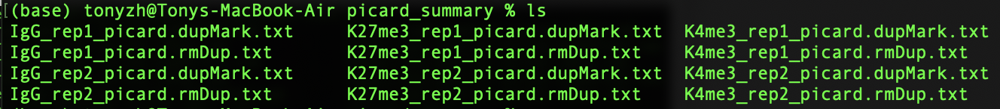 (base) tonyzh@Tonys-MacBook-Air picard_summary % ls
IgG_rep1_picard.dupMark.txt K27me3_rep1_picard.dupMark.txt K4me3_rep1_picard.dupMark.txt
IgG_rep1_picard.rmDup.txt K27me3_rep1_picard.rmDup.txt K4me3_rep1_picard.rmDup.txt
IgG_rep2_picard.dupMark.txt K27me3_rep2_picard.dupMark.txt K4me3_rep2_picard.dupMark.txt
IgG_rep2_picard.rmDup.txt K27me3_rep2_picard.rmDup.txt K4me3_rep2_picard.rmDup.txt